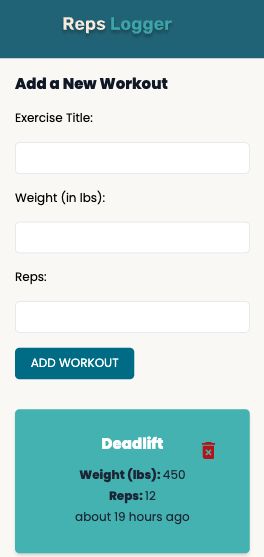 Reps Logger
Add a New Workout
Exercise Title:
Weight (in lbs):
Reps:
ADD WORKOUT
Deadlift
Weight (lbs): 450
Reps: 12
about 19 hours ago